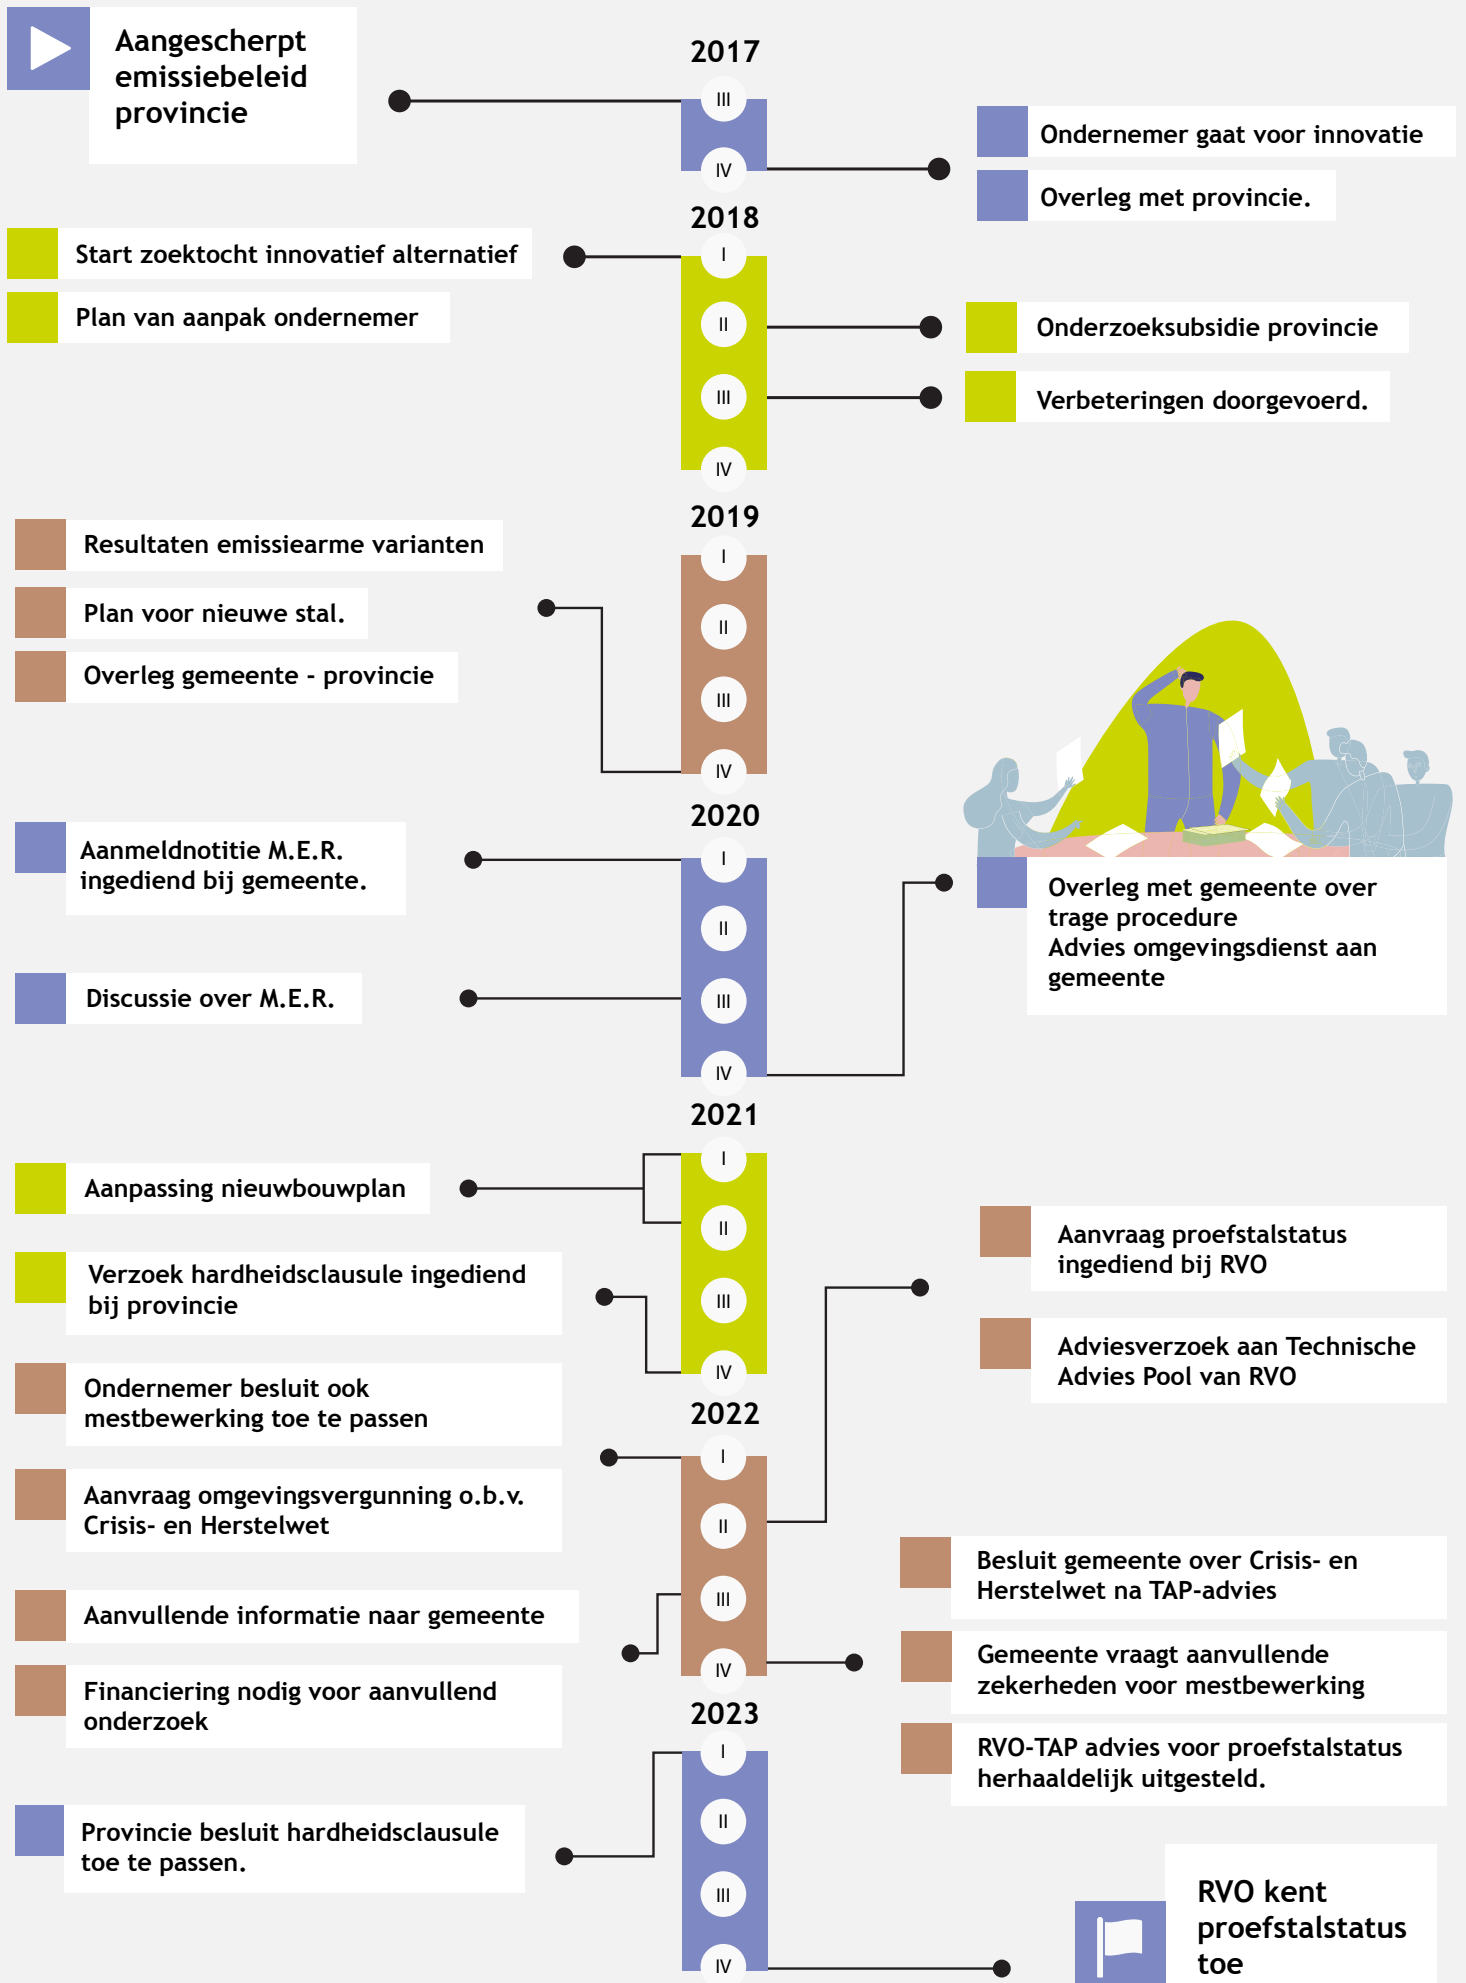 Aangescherpt
emissiebeleid
provincie
2017
III
IV
Ondernemer gaat voor innovatie
Overleg met provincie.
2018
I
II
III
IV
Start zoektocht innovatief alternatief
Plan van aanpak ondernemer
Onderzoeksubsidie provincie
Verbeteringen doorgevoerd.
2019
I
II
III
IV
Resultaten emissiearme varianten
Plan voor nieuwe stal.
Overleg gemeente - provincie
2020
I
II
III
IV
Aanmeldnotitie M.E.R.
ingediend bij gemeente.
Discussie over M.E.R.
Overleg met gemeente over
trage procedure
Advies omgevingsdienst aan
gemeente
2021
I
II
III
IV
Aanpassing nieuwbouwplan
Verzoek hardheidsclausule ingediend
bij provincie
2022
I
II
III
IV
Ondernemer besluit ook
mestbewerking toe te passen
Aanvraag omgevingsvergunning o.b.v.
Crisis- en Herstelwet
Aanvraag proefstalstatus
ingediend bij RVO
Adviesverzoek aan Technische
Advies Pool van RVO
Aanvullende informatie naar gemeente
Financiering nodig voor aanvullend
onderzoek
Besluit gemeente over Crisis- en
Herstelwet na TAP-advies
Gemeente vraagt aanvullende
zekerheden voor mestbewerking
RVO-TAP advies voor proefstalstatus
herhaaldelijk uitgesteld.
2023
I
II
III
IV
Provincie besluit hardheidsclausule
toe te passen.
RVO kent
proefstalstatus
toe